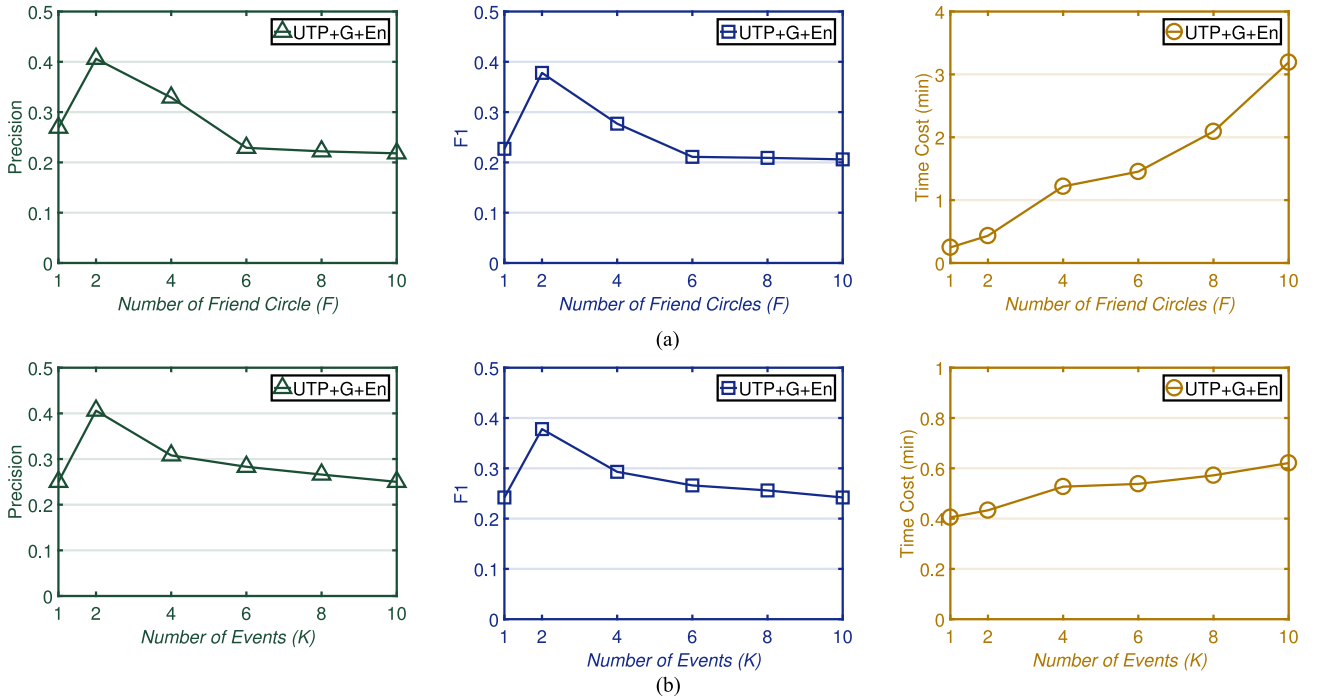 UTP+G+En
Precision
0.5
0.4
0.3
0.2
0.1
0
1 2 4 6 8 10
Number of Friend Circle (F)
UTP+G+En
F1
0.5
0.4
0.3
0.2
0.1
0
1 2 4 6 8 10
Number of Friend Circles (F)
UTP+G+En
Time Cost (min)
4
3
2
1
0
1 2 4 6 8 10
Number of Friend Circles (F)
(a)
UTP+G+En
Precision
0.5
0.4
0.3
0.2
0.1
0
1 2 4 6 8 10
Number of Events (K)
UTP+G+En
F1
0.5
0.4
0.3
0.2
0.1
0
1 2 4 6 8 10
Number of Events (K)
UTP+G+En
Time Cost (min)
1
0.8
0.6
0.4
0.2
0
1 2 4 6 8 10
Number of Events (K)
(b)